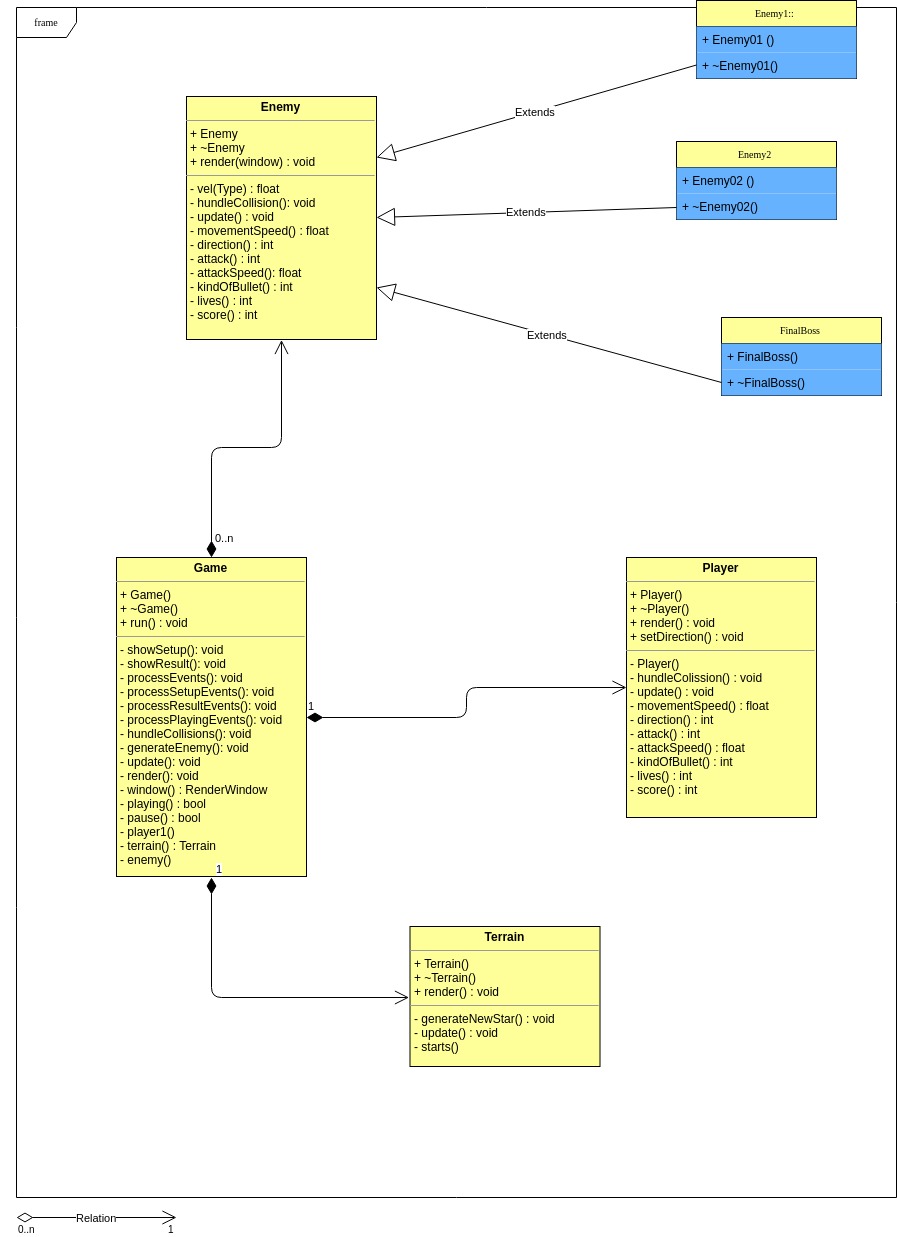 frame
Enemy1::
+ Enemy01 ()
+ ~Enemy01()
Extends
Enemy
+ Enemy
+ ~Enemy
+ render(window) : void
- vel(Type) : float
- hundleCollision(): void
- update() : void
- movementSpeed() : float
- direction() : int
- attack() : int
- attackSpeed(): float
- kindOfBullet() : int
- lives() : int
- score() : int
Enemy2
+ Enemy02 ()
+ ~Enemy02()
Extends
FinalBoss
+ FinalBoss()
+ ~FinalBoss()
Extends
0..n
Game
+ Game()
+ ~Game()
+ run() : void
- showSetup(): void
- showResult(): void
- processEvents(): void
- processSetupEvents(): void
- processResultEvents(): void
- processPlayingEvents(): void
- hundleCollisions(): void
- generateEnemy(): void
- update(): void
- render(): void
- window() : RenderWindow
- playing() : bool
- pause() : bool
- player1()
- terrain() : Terrain
- enemy()
1
1
Player
+ Player()
+ ~Player()
+ render() : void
+ setDirection() : void
- Player()
- hundleColission() : void
- update() : void
- movementSpeed() : float
- direction() : int
- attack() : int
- attackSpeed() : float
- kindOfBullet() : int
- lives() : int
- score() : int
Terrain
+ Terrain()
+ ~Terrain()
+ render() : void
- generateNewStar() : void
- update() : void
- starts()
Relation
0..n
1